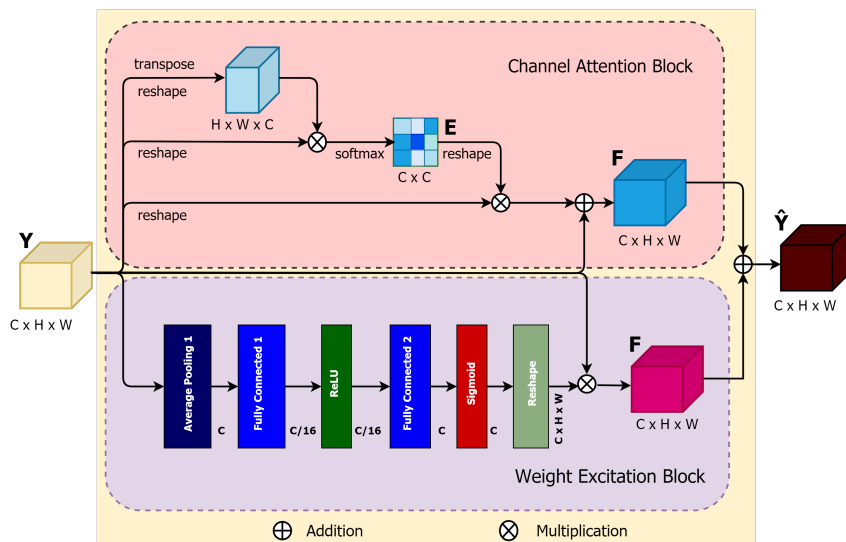 Channel Attention Block
transpose
reshape
H x W x C
reshape
softmax
E
reshape
C x C
reshape
F
C x H x W
Y
C x H x W
Ŷ
C x H x W
Average Pooling 1
C
Fully Connected 1
C/16
ReLU
C/16
Fully Connected 2
C
Sigmoid
C
Reshape
C x H x W
F
C x H x W
Weight Excitation Block
Addition
Multiplication